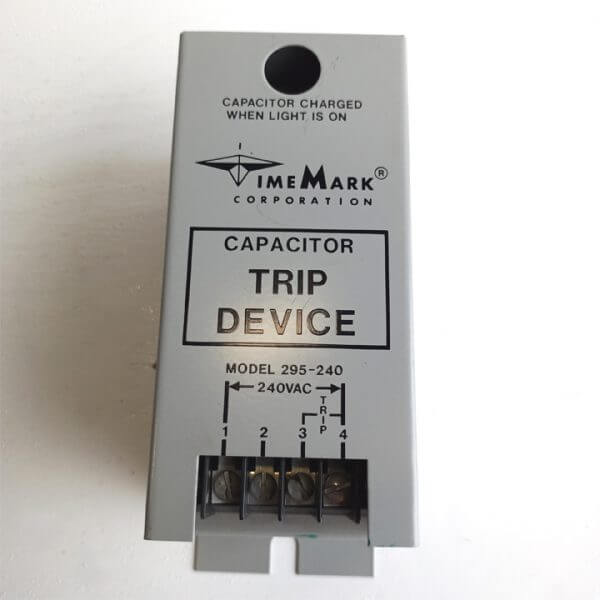 CAPACITOR CHARGED
WHEN LIGHT IS ON
TIMEMARK®
CORPORATION
CAPACITOR
TRIP
DEVICE
MODEL 295-240
240VAC
TRIP
1 2 3 4